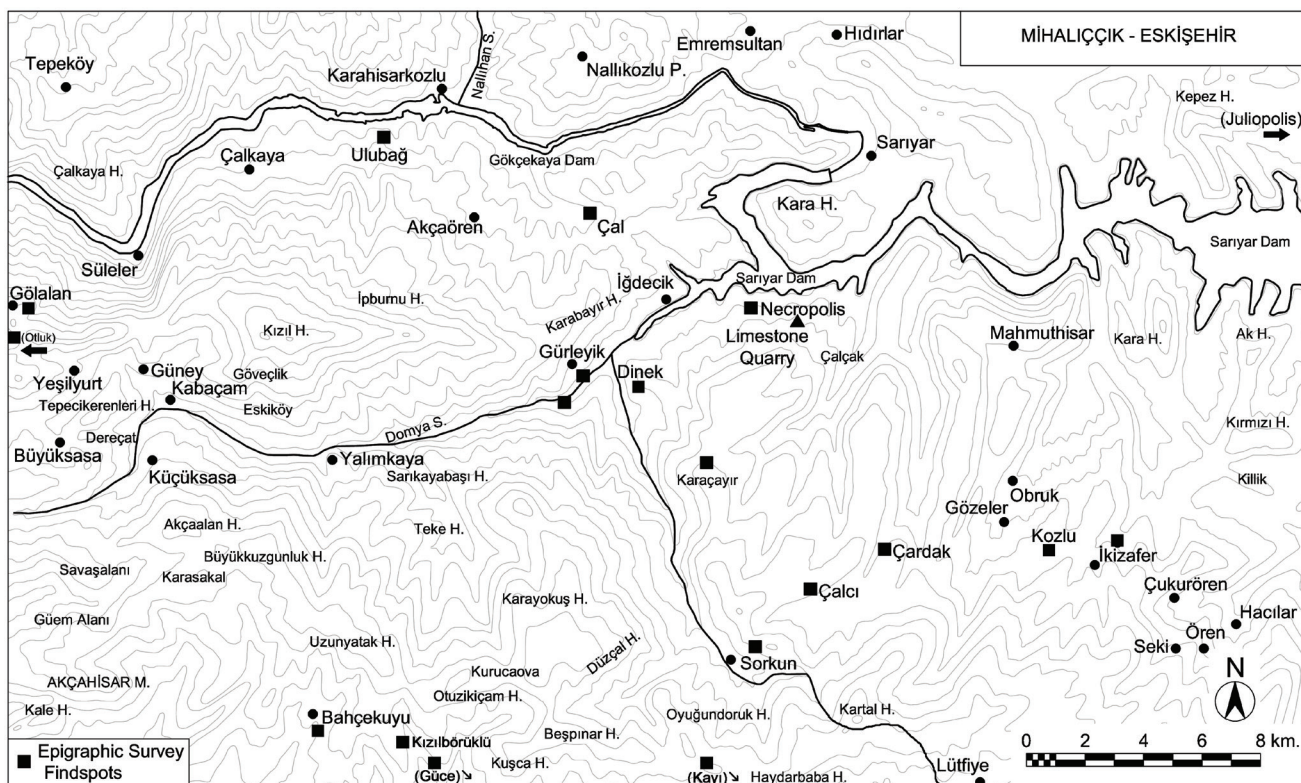 MİHALIÇÇIK - ESKİŞEHİR
Emremsultan
Hıdırlar
Tepeköy
Nallıhan S.
Nallıkozlu P.
Karahisarkozlu
Kepez H.
(Juliopolis)
Ulubağ
Sarıyar
Çalkaya
Gökçekaya Dam
Çalkaya H.
Kara H.
Akçaören
Çal
Sarıyar Dam
Süleler
Sarıyar Dam
İğdecik
Gölalan
İpburnu H.
Karabayır H.
Necropolis
Kızıl H.
Limestone
Quarry
Mahmuthisar
Kara H.
Ak H.
(Otluk)
Çalçak
Gürleyik
Güney
Göveçlik
Dinek
Yeşilyurt
Kabaçam
Tepecikerenleri H.
Eskiköy
Kırmızı H.
Dereçat
Domya S.
Büyüksasa
Yalımkaya
Küçüksasa
Sarıkayabaşı H.
Karaçayır
Killik
Obruk
Gözeler
Akçaalan H.
Teke H.
Kozlu
Büyükkuzgunluk H.
Çardak
İkizafer
Savaşalanı
Karasakal
Çukurören
Karayokuş H.
Çalcı
Hacılar
Güem Alanı
Ören
Uzunyatak H.
Düzçal H.
Seki
Sorkun
N
Kurucaova
AKÇAHİSAR M.
Otuzikiçam H.
Kale H.
Oyuğundoruk H.
Kartal H.
Bahçekuyu
Beşpınar H.
Kızılbörüklü
0 2 4 6 8 km.
Epigraphic Survey
Findspots
Kuşca H.
Lütfiye
(Güce)
(Kayı)
Haydarbaba H.